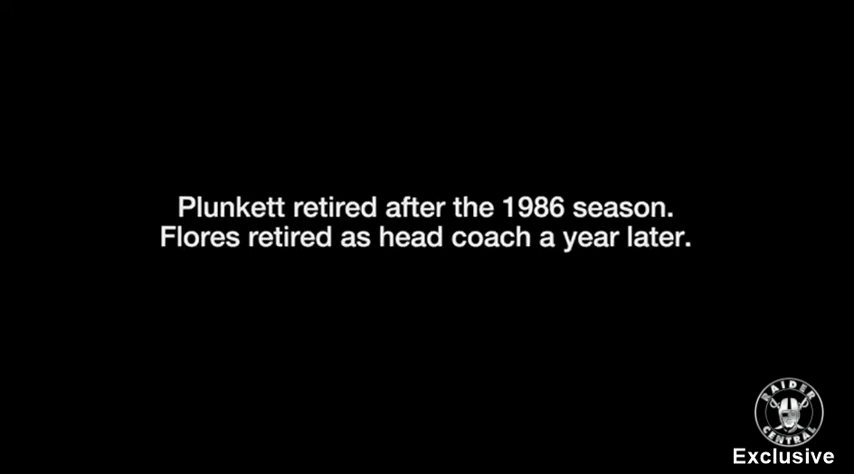 Plunkett retired after the 1986 season.
Flores retired as head coach a year later.
RAIDER
CENTRAL
Exclusive